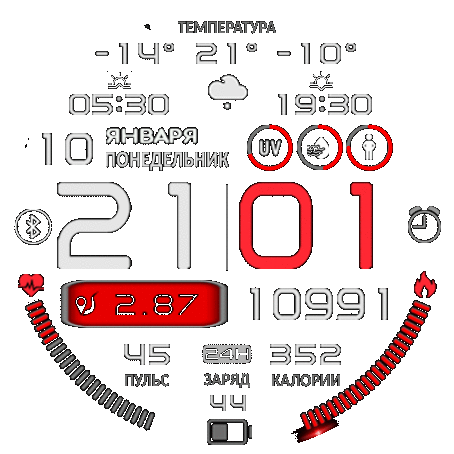 ТЕМПЕРАТУРА
-14° 21° -10°
05:30 19:30
10 ЯНВАРЯ
ПОНЕДЕЛЬНИК
UV
21 01
2.87 10991
45 24H 352
ПУЛЬС ЗАРЯД КАЛОРИИ
44